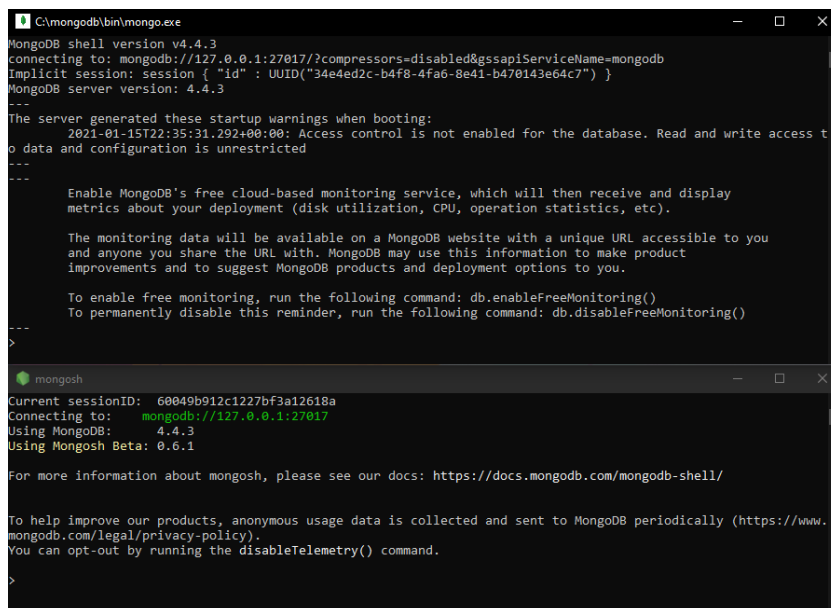 C:\mongodb\bin\mongo.exe
MongoDB shell version v4.4.3
connecting to: mongodb://127.0.0.1:27017/?compressors=disabled&gssapiServiceName=mongodb
Implicit session: session { "id" : UUID("34e4ed2c-b4f8-4fa6-8e41-b470143e64c7") }
MongoDB server version: 4.4.3
---
The server generated these startup warnings when booting:
        2021-01-15T22:35:31.292+00:00: Access control is not enabled for the database. Read and write access t
o data and configuration is unrestricted
---
---
        Enable MongoDB's free cloud-based monitoring service, which will then receive and display
        metrics about your deployment (disk utilization, CPU, operation statistics, etc).

        The monitoring data will be available on a MongoDB website with a unique URL accessible to you
        and anyone you share the URL with. MongoDB may use this information to make product
        improvements and to suggest MongoDB products and deployment options to you.

        To enable free monitoring, run the following command: db.enableFreeMonitoring()
        To permanently disable this reminder, run the following command: db.disableFreeMonitoring()
---
>
mongosh
Current sessionID:  60049b912c1227bf3a12618a
Connecting to:    mongodb://127.0.0.1:27017
Using MongoDB:      4.4.3
Using Mongosh Beta: 0.6.1

For more information about mongosh, please see our docs: https://docs.mongodb.com/mongodb-shell/

To help improve our products, anonymous usage data is collected and sent to MongoDB periodically (https://www.
mongodb.com/legal/privacy-policy).
You can opt-out by running the disableTelemetry() command.

>